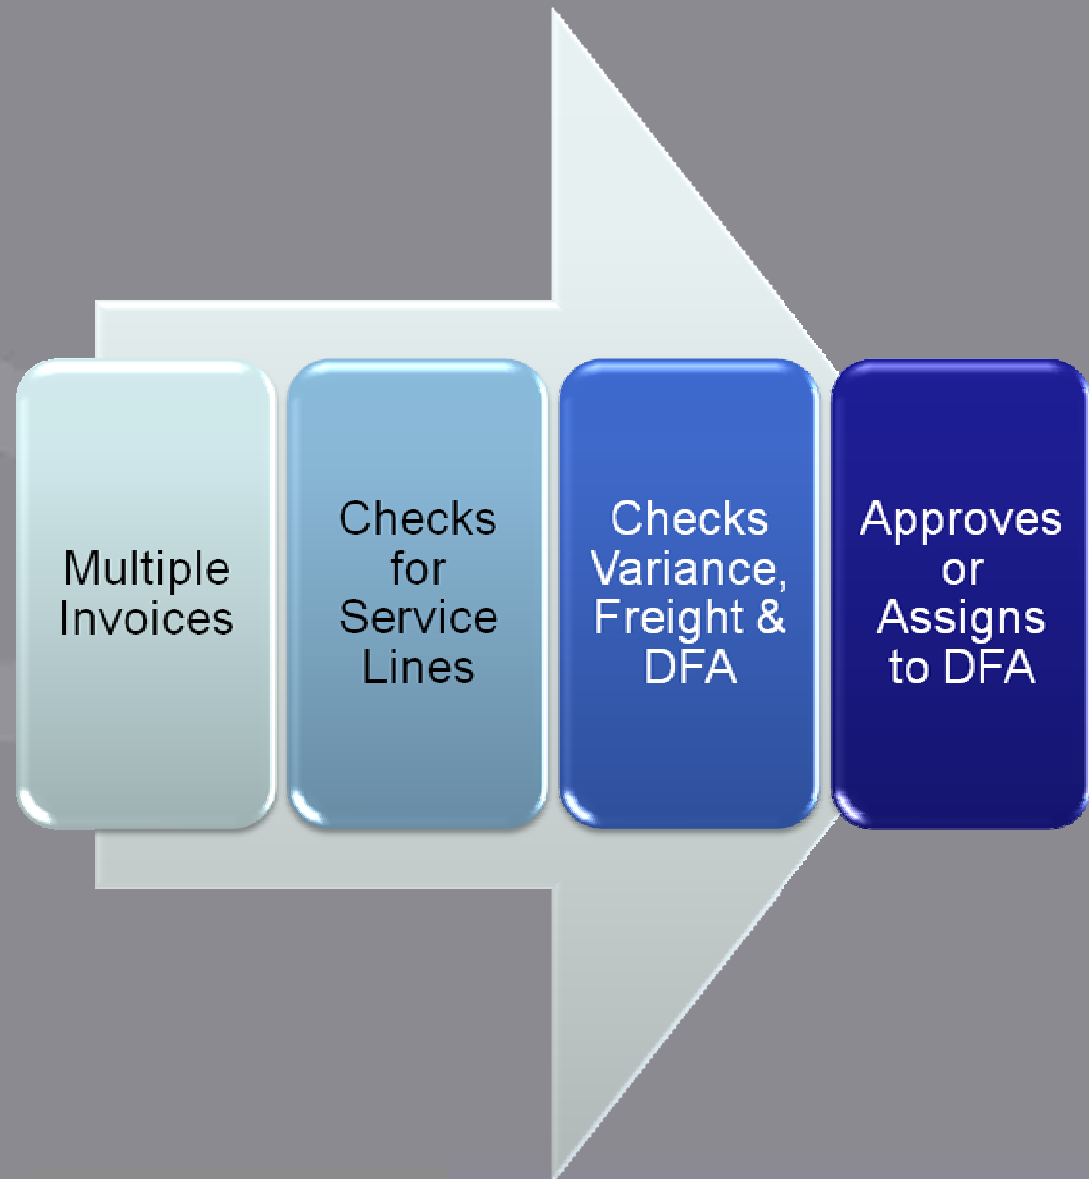 Multiple
Invoices
Checks
for
Service
Lines
Checks
Variance,
Freight &
DFA
Approves
or
Assigns
to DFA